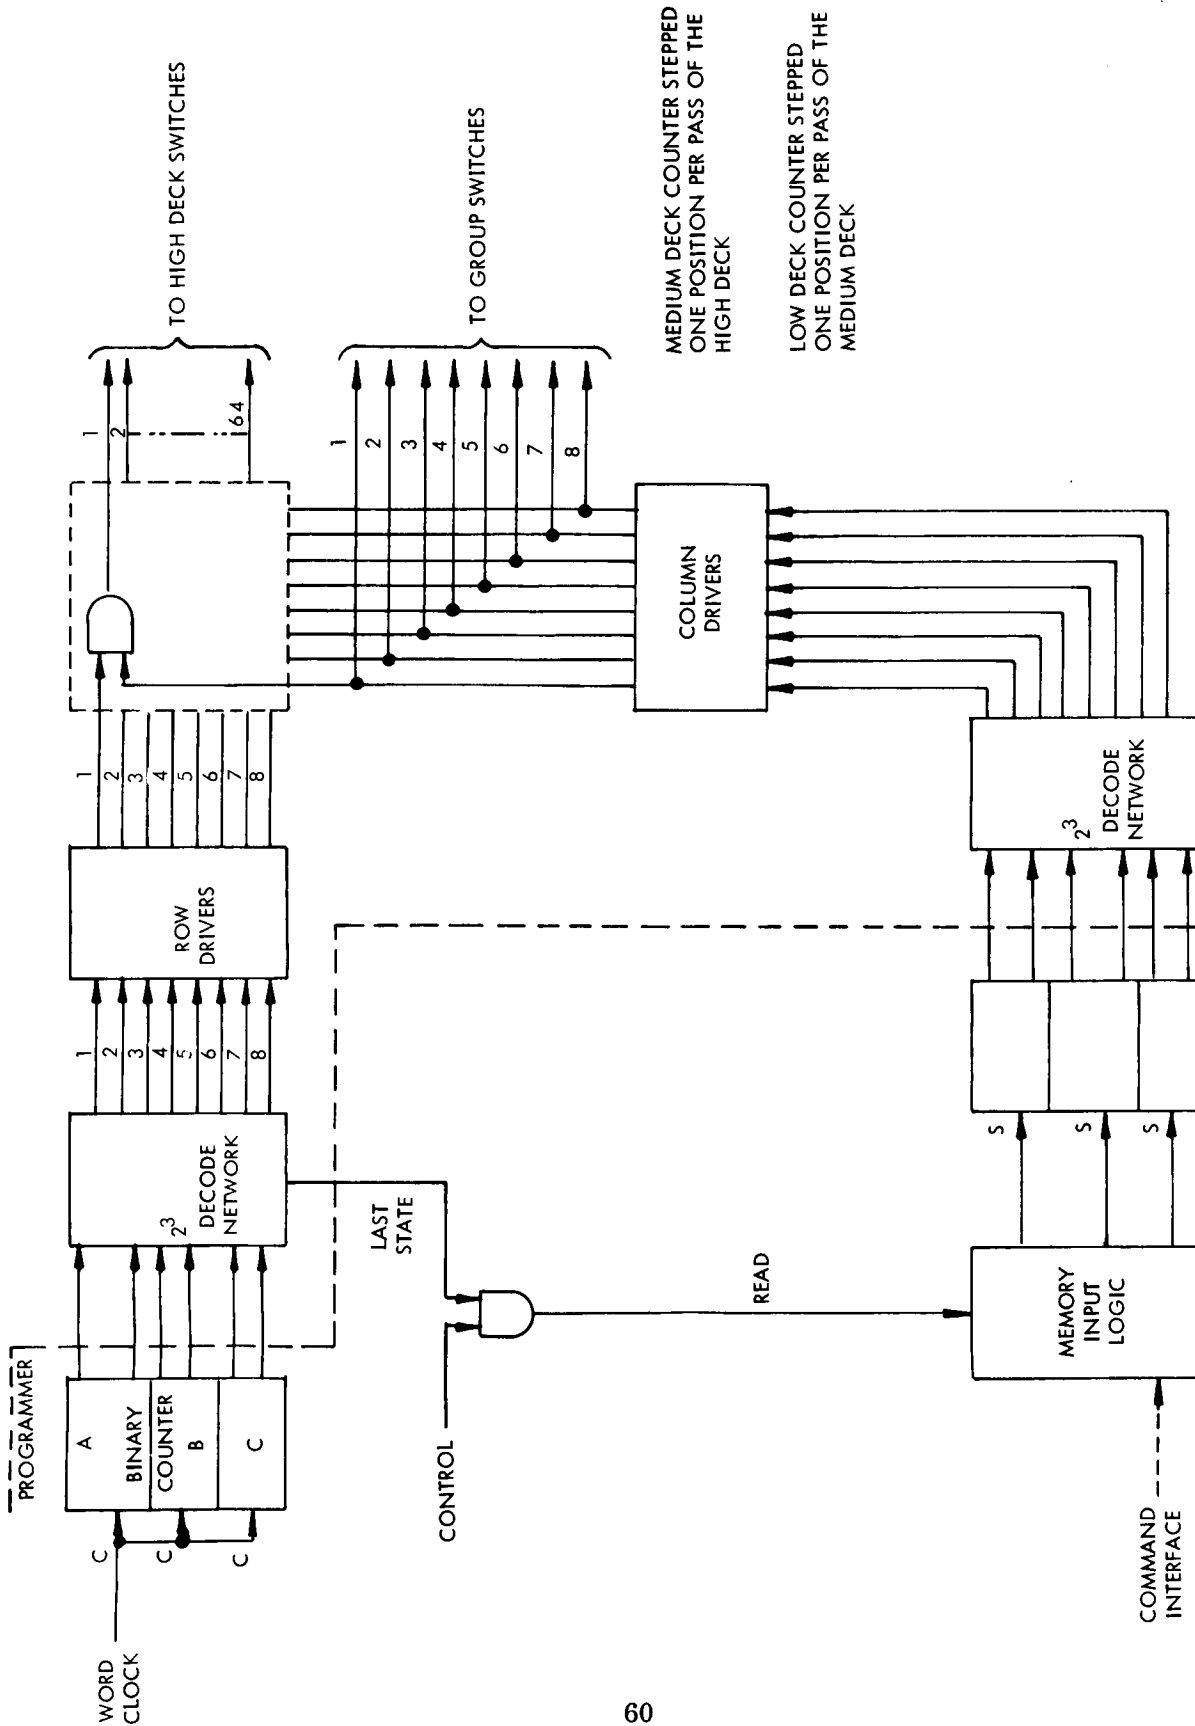 WORD
CLOCK
C
C
C
PROGRAMMER
A
BINARY
COUNTER
B
C
2³
DECODE
NETWORK
1
2
3
4
5
6
7
8
ROW
DRIVERS
1
2
3
4
5
6
7
8
1
2
64
TO HIGH DECK SWITCHES
LAST
STATE
CONTROL
READ
1
2
3
4
5
6
7
8
TO GROUP SWITCHES
COLUMN
DRIVERS
MEDIUM DECK COUNTER STEPPED
ONE POSITION PER PASS OF THE
HIGH DECK
LOW DECK COUNTER STEPPED
ONE POSITION PER PASS OF THE
MEDIUM DECK
COMMAND
INTERFACE
MEMORY
INPUT
LOGIC
S
S
S
2³
DECODE
NETWORK
60